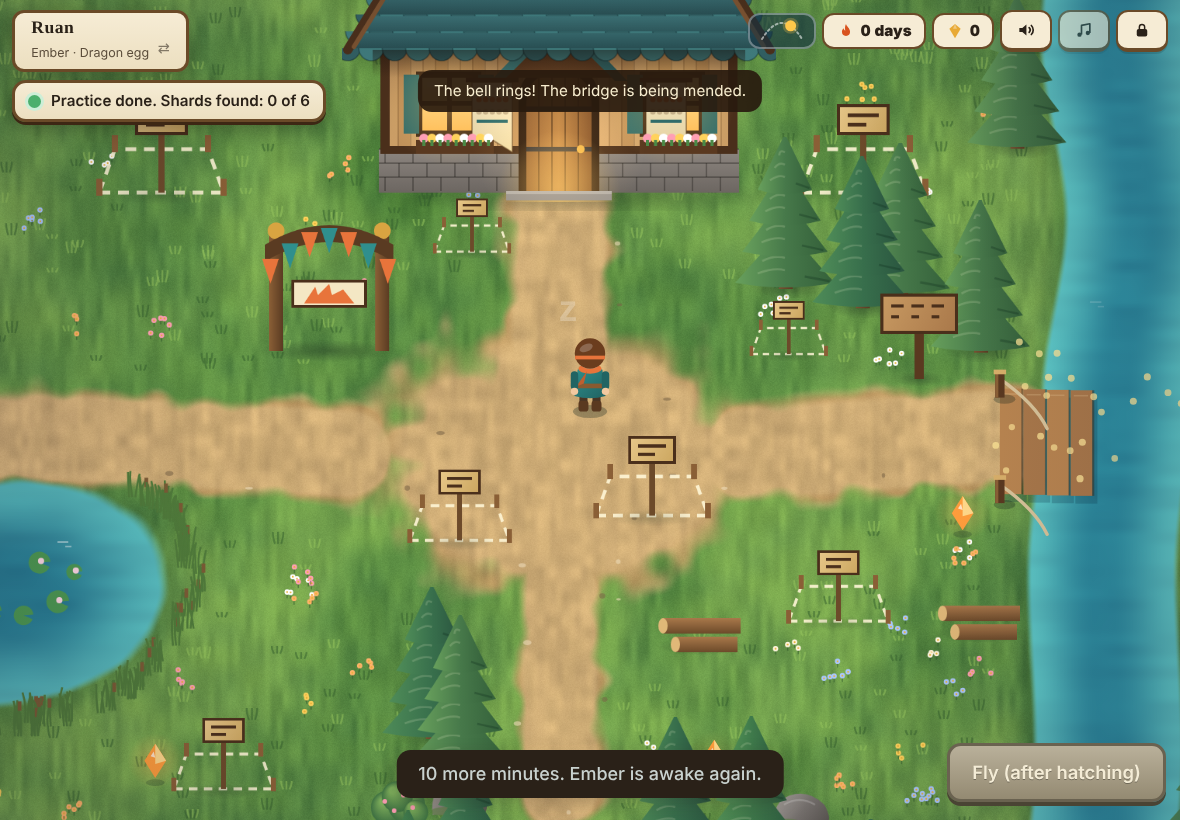 Ruan
Ember · Dragon egg
0 days
0
Practice done. Shards found: 0 of 6
The bell rings! The bridge is being mended.
Z
10 more minutes. Ember is awake again.
Fly (after hatching)